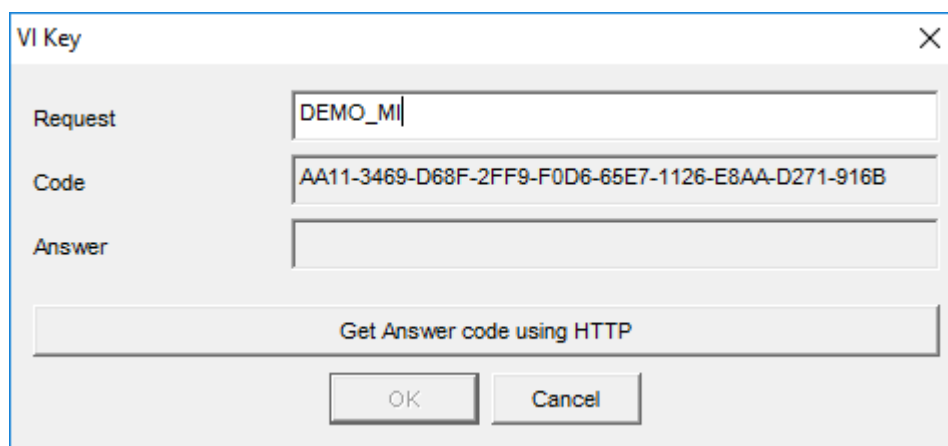 VI Key
Request DEMO_MI
Code AA11-3469-D68F-2FF9-F0D6-65E7-1126-E8AA-D271-916B
Answer
Get Answer code using HTTP
OK Cancel